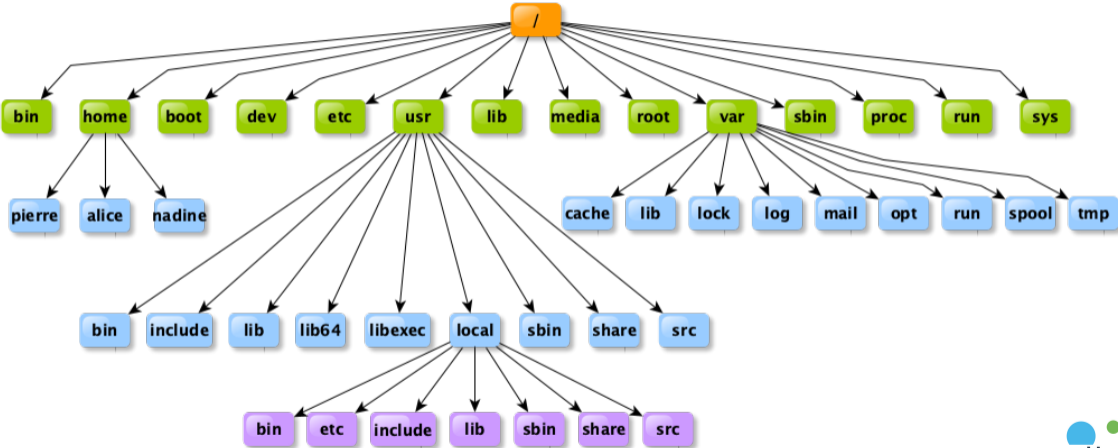 /
bin home boot dev etc usr lib media root var sbin proc run sys
pierre alice nadine cache lib lock log mail opt run spool tmp
bin include lib lib64 libexec local sbin share src
bin etc include lib sbin share src